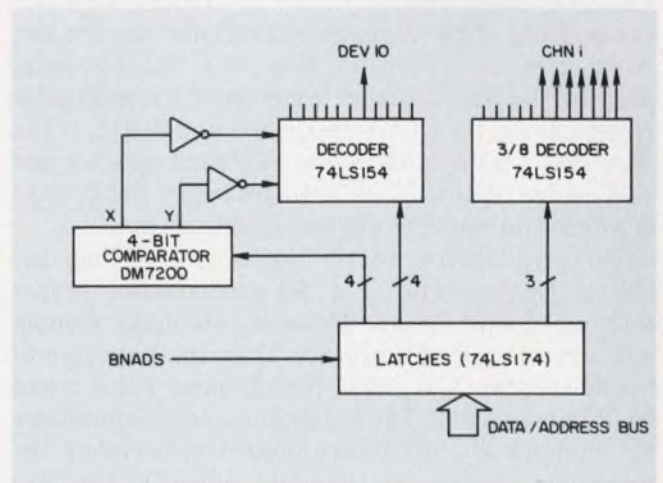 DEV 10
CHN i
DECODER
74LS154
3/8 DECODER
74LS154
X
Y
4-BIT
COMPARATOR
DM7200
4
4
3
BNADS
LATCHES (74LS174)
DATA/ADDRESS BUS